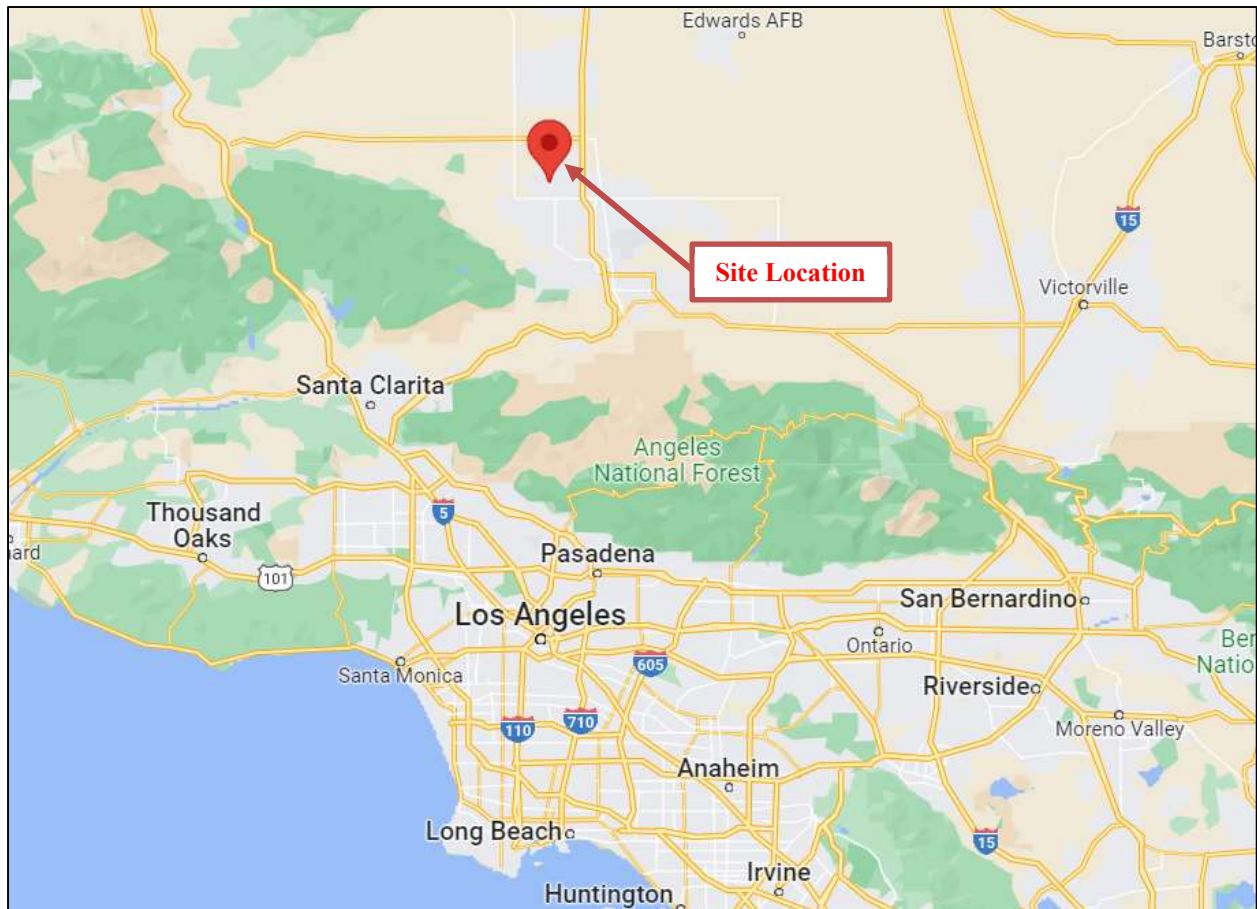 Edwards AFB
Barsto
15
Site Location
Victorville
Santa Clarita
Angeles
National Forest
5
Thousand
Oaks
ard
101
Pasadena
Los Angeles
San Bernardino
Ontario
Ber
Natio
605
Santa Monica
Riverside
Moreno Valley
110
710
Anaheim
Long Beach
15
Irvine
Huntington